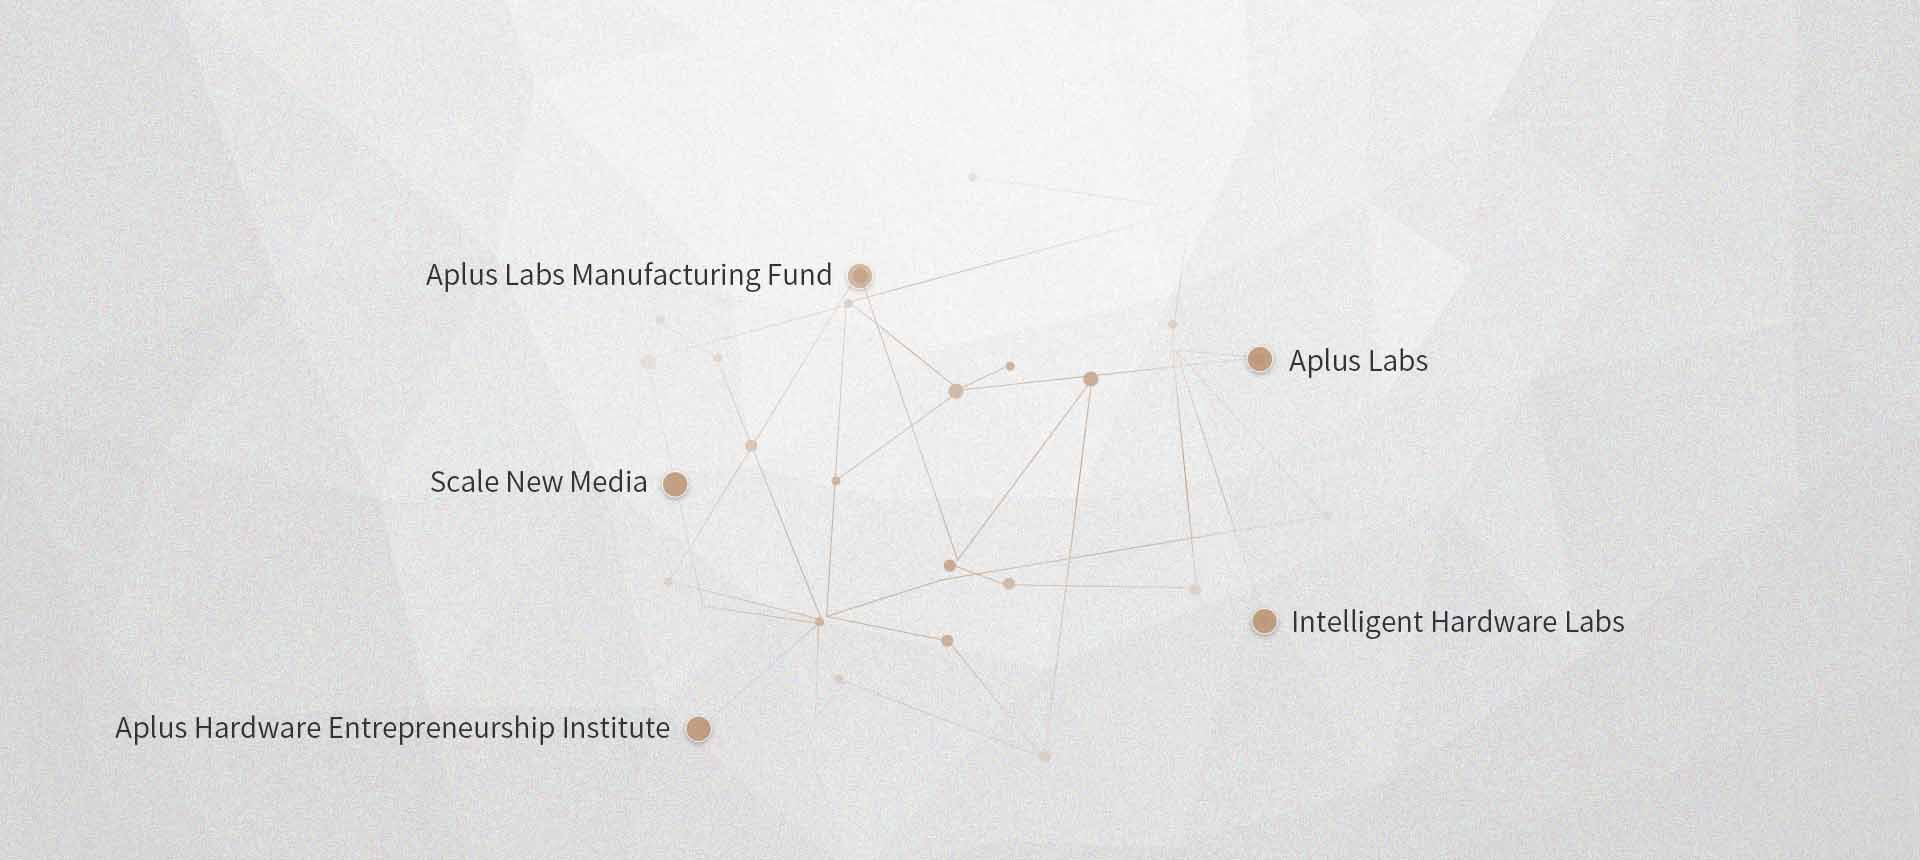 Aplus Labs Manufacturing Fund
Aplus Labs
Scale New Media
Intelligent Hardware Labs
Aplus Hardware Entrepreneurship Institute